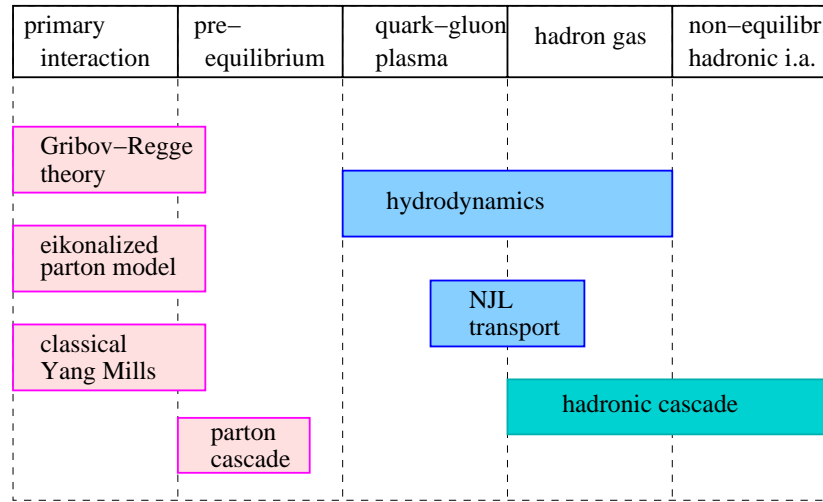 primary
interaction
pre−
equilibrium
quark−gluon
plasma
hadron gas
non−equilibr
hadronic i.a.
Gribov−Regge
theory
hydrodynamics
eikonalized
parton model
NJL
transport
classical
Yang Mills
hadronic cascade
parton
cascade